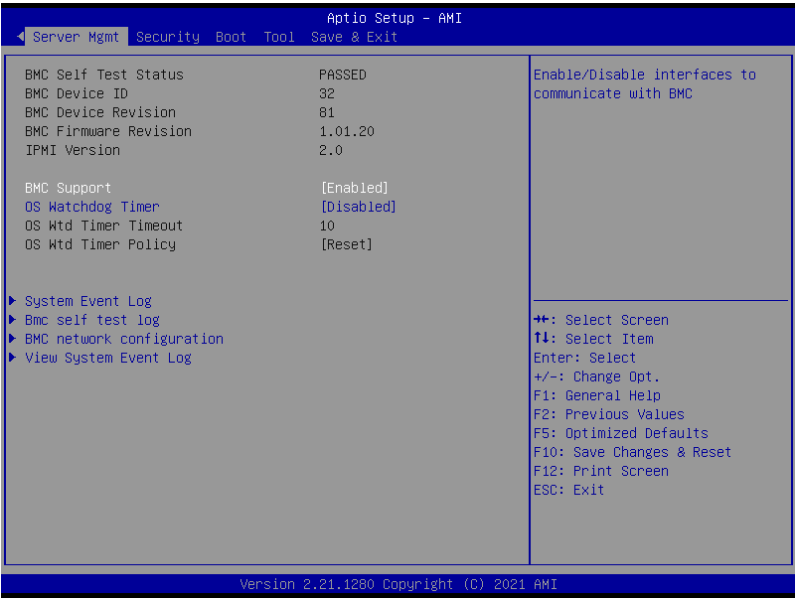 Aptio Setup – AMI
Server Mgmt Security Boot Tool Save & Exit
BMC Self Test Status PASSED
BMC Device ID 32
BMC Device Revision 81
BMC Firmware Revision 1.01.20
IPMI Version 2.0
BMC Support [Enabled]
OS Watchdog Timer [Disabled]
OS Wtd Timer Timeout 10
OS Wtd Timer Policy [Reset]
System Event Log
Bmc self test log
BMC network configuration
View System Event Log
Enable/Disable interfaces to
communicate with BMC
→←: Select Screen
↑↓: Select Item
Enter: Select
+/-: Change Opt.
F1: General Help
F2: Previous Values
F5: Optimized Defaults
F10: Save Changes & Reset
F12: Print Screen
ESC: Exit
Version 2.21.1280 Copyright (C) 2021 AMI